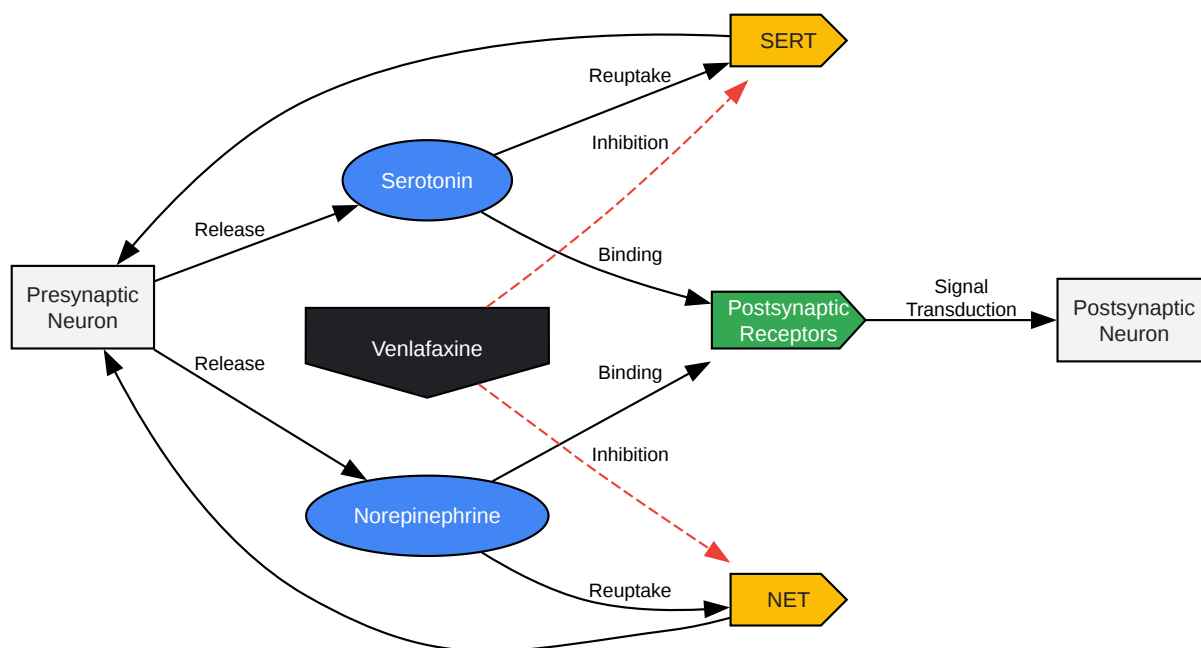 SERT
Reuptake
Inhibition
Serotonin
Release
Binding
Presynaptic
Neuron
Signal
Transduction
Postsynaptic
Receptors
Postsynaptic
Neuron
Venlafaxine
Release
Binding
Inhibition
Norepinephrine
Reuptake
NET